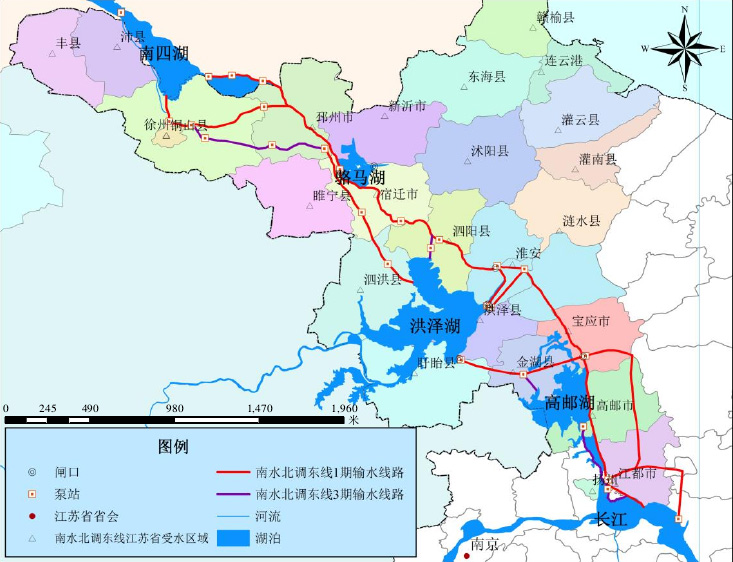 赣榆县
N
W
E
S
丰县
沛县
南四湖
连云港
东海县
新沂市
邳州市
徐州
铜山县
灌云县
沭阳县
灌南县
骆马湖
睢宁县
宿迁市
涟水县
泗阳县
淮安
泗洪县
洪泽县
洪泽湖
宝应市
盱眙县
金湖县
高邮湖
高邮市
0 245 490 980 1,470 1,960
米
图例
闸口
南水北调东线1期输水线路
泵站
南水北调东线3期输水线路
江苏省省会
河流
南水北调东线江苏省受水区域
湖泊
江都市
扬州
长江
南京